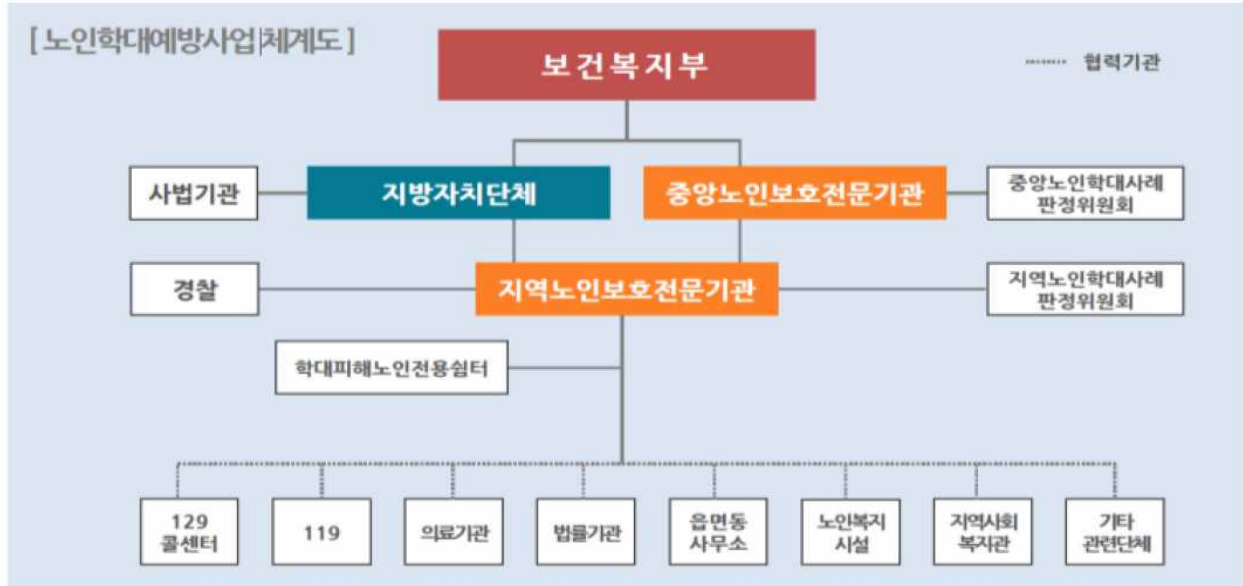 [ 노인학대예방사업체계도 ]
보건복지부
협력기관
사법기관
지방자치단체
중앙노인보호전문기관
중앙노인학대사례
판정위원회
경찰
지역노인보호전문기관
지역노인학대사례
판정위원회
학대피해노인전용쉼터
129
콜센터
119
의료기관
법률기관
읍면동
사무소
노인복지
시설
지역사회
복지관
기타
관련단체